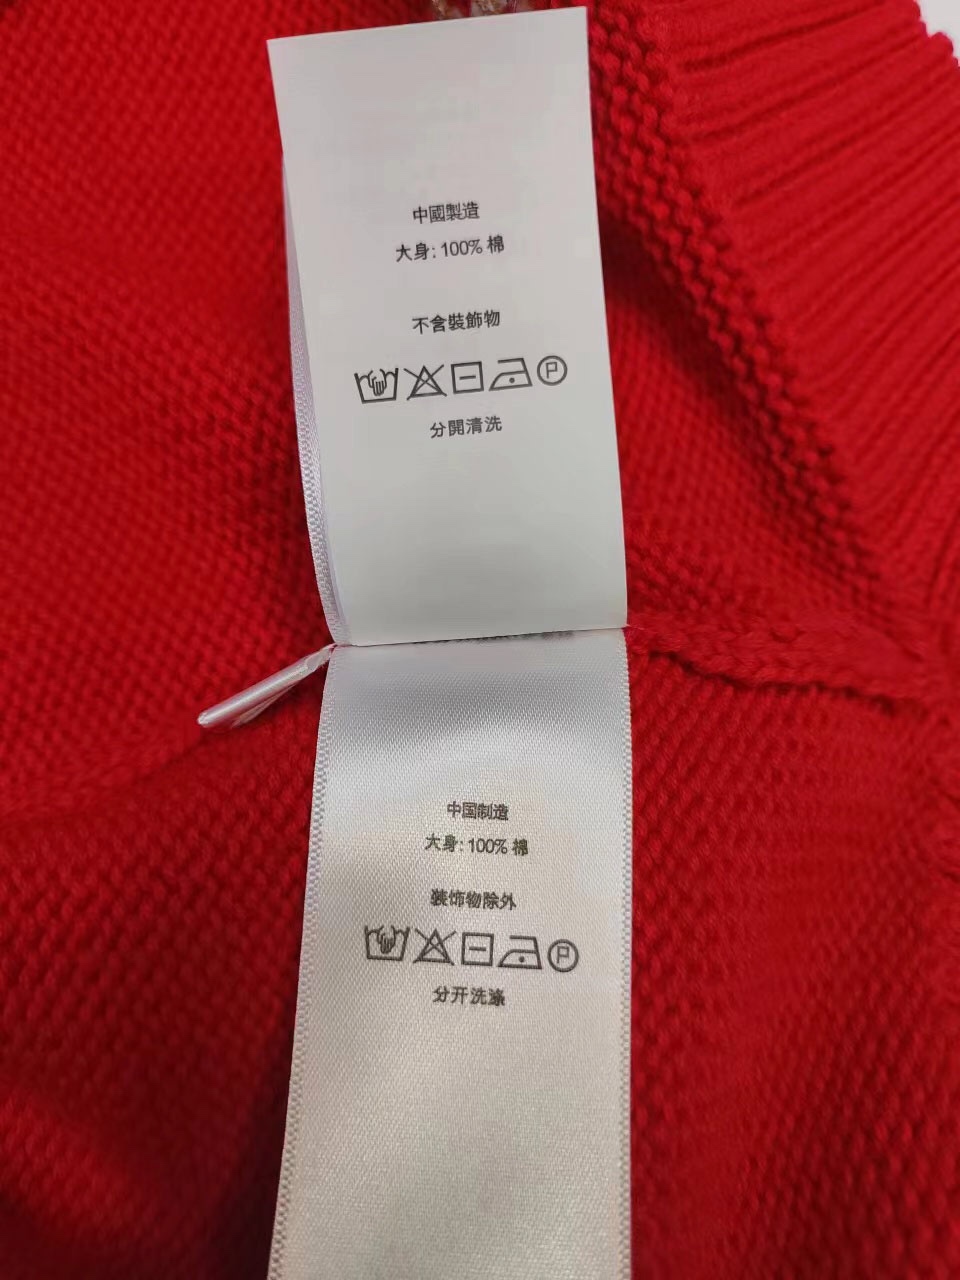 中國製造
大身: 100% 棉
不含裝飾物
P
分開清洗
中国制造
大身: 100% 棉
装饰物除外
P
分开洗涤